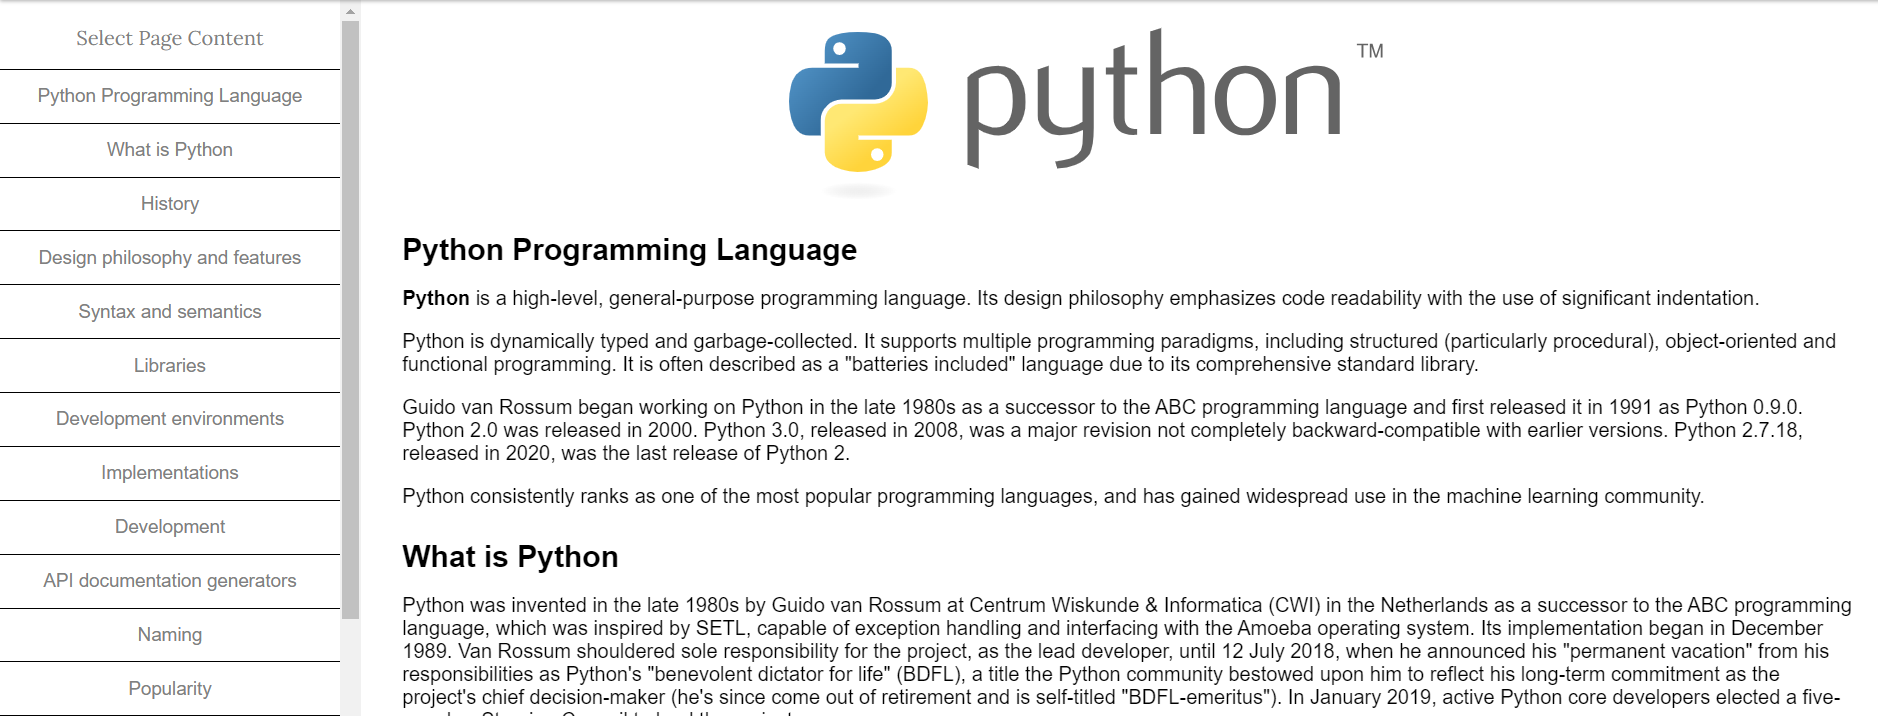 Select Page Content
Python Programming Language
What is Python
History
Design philosophy and features
Syntax and semantics
Libraries
Development environments
Implementations
Development
API documentation generators
Naming
Popularity
python TM
Python Programming Language
Python is a high-level, general-purpose programming language. Its design philosophy emphasizes code readability with the use of significant indentation.
Python is dynamically typed and garbage-collected. It supports multiple programming paradigms, including structured (particularly procedural), object-oriented and
functional programming. It is often described as a "batteries included" language due to its comprehensive standard library.
Guido van Rossum began working on Python in the late 1980s as a successor to the ABC programming language and first released it in 1991 as Python 0.9.0.
Python 2.0 was released in 2000. Python 3.0, released in 2008, was a major revision not completely backward-compatible with earlier versions. Python 2.7.18,
released in 2020, was the last release of Python 2.
Python consistently ranks as one of the most popular programming languages, and has gained widespread use in the machine learning community.
What is Python
Python was invented in the late 1980s by Guido van Rossum at Centrum Wiskunde & Informatica (CWI) in the Netherlands as a successor to the ABC programming
language, which was inspired by SETL, capable of exception handling and interfacing with the Amoeba operating system. Its implementation began in December
1989. Van Rossum shouldered sole responsibility for the project, as the lead developer, until 12 July 2018, when he announced his "permanent vacation" from his
responsibilities as Python's "benevolent dictator for life" (BDFL), a title the Python community bestowed upon him to reflect his long-term commitment as the
project's chief decision-maker (he's since come out of retirement and is self-titled "BDFL-emeritus"). In January 2019, active Python core developers elected a five-